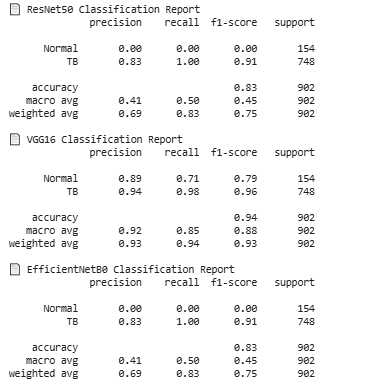 ResNet50 Classification Report
precision recall f1-score support
Normal 0.00 0.00 0.00 154
TB 0.83 1.00 0.91 748
accuracy 0.83 902
macro avg 0.41 0.50 0.45 902
weighted avg 0.69 0.83 0.75 902
VGG16 Classification Report
precision recall f1-score support
Normal 0.89 0.71 0.79 154
TB 0.94 0.98 0.96 748
accuracy 0.94 902
macro avg 0.92 0.85 0.88 902
weighted avg 0.93 0.94 0.93 902
EfficientNetB0 Classification Report
precision recall f1-score support
Normal 0.00 0.00 0.00 154
TB 0.83 1.00 0.91 748
accuracy 0.83 902
macro avg 0.41 0.50 0.45 902
weighted avg 0.69 0.83 0.75 902